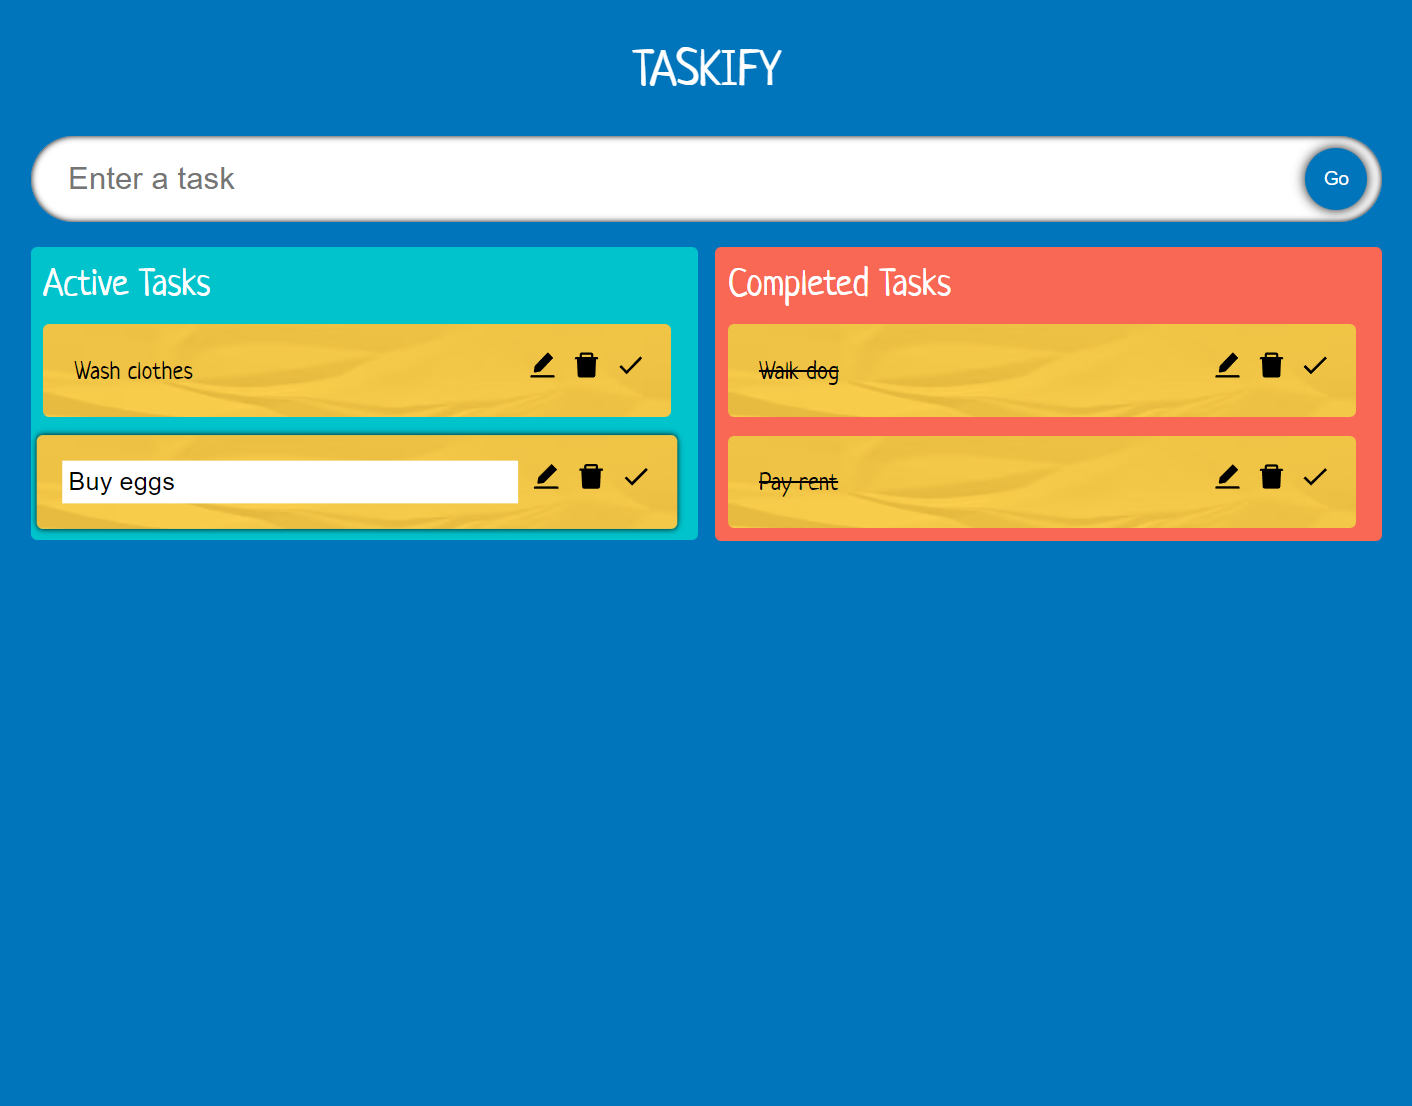 TASKIFY
Enter a task
Go
Active Tasks
Wash clothes
Buy eggs
Completed Tasks
Walk dog
Pay rent